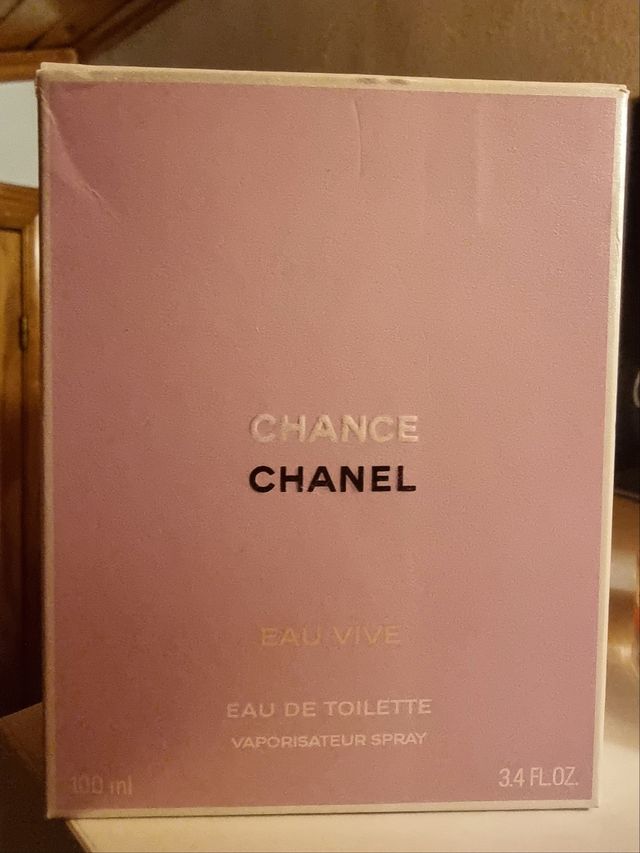 CHANCE
CHANEL
EAU VIVE
EAU DE TOILETTE
VAPORISATEUR SPRAY
100 ml
3.4 FL.OZ.